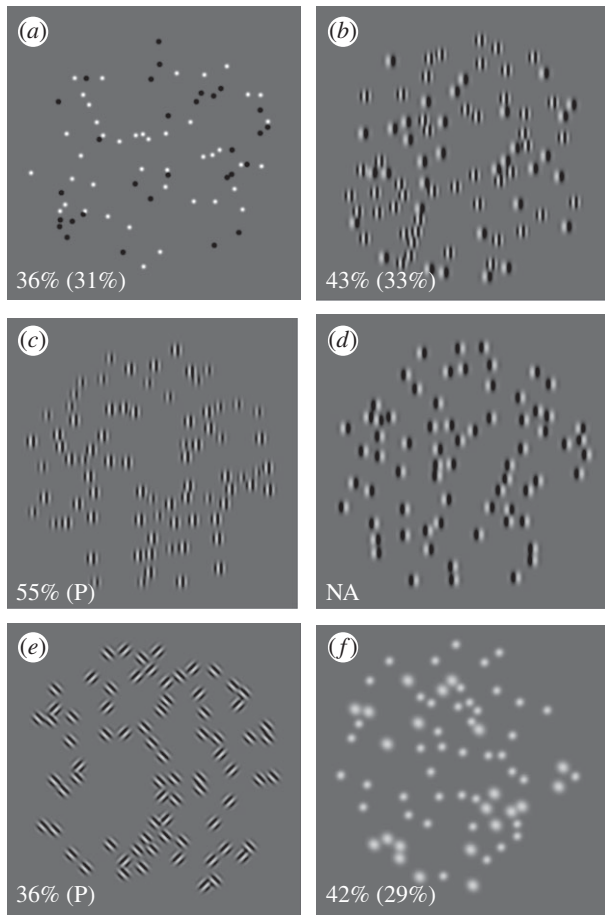 (a)
36% (31%)
(b)
43% (33%)
(c)
55% (P)
(d)
NA
(e)
36% (P)
(f)
42% (29%)